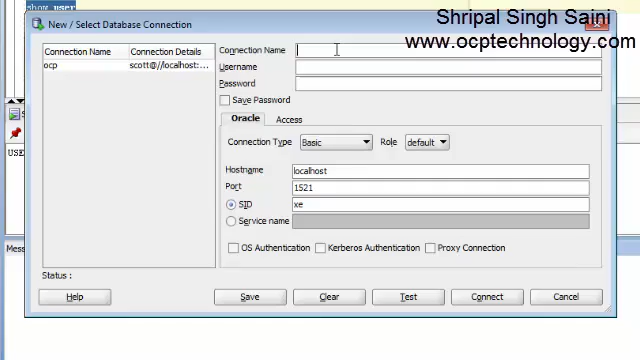 show user
Shripal Singh Saini
New / Select Database Connection
www.ocptechnology.com
Connection Name Connection Details
ocp scott@//localhost:...
Connection Name
Username
Password
Save Password
Oracle Access
Connection Type Basic Role default
Hostname localhost
Port 1521
SID xe
Service name
OS Authentication Kerberos Authentication Proxy Connection
Status :
Help Save Clear Test Connect Cancel